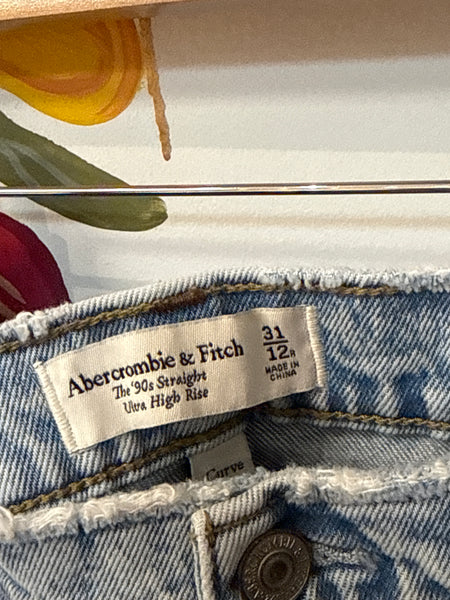 Abercrombie & Fitch
The '90s Straight
Ultra High Rise
31
12R
MADE IN
CHINA
Curve